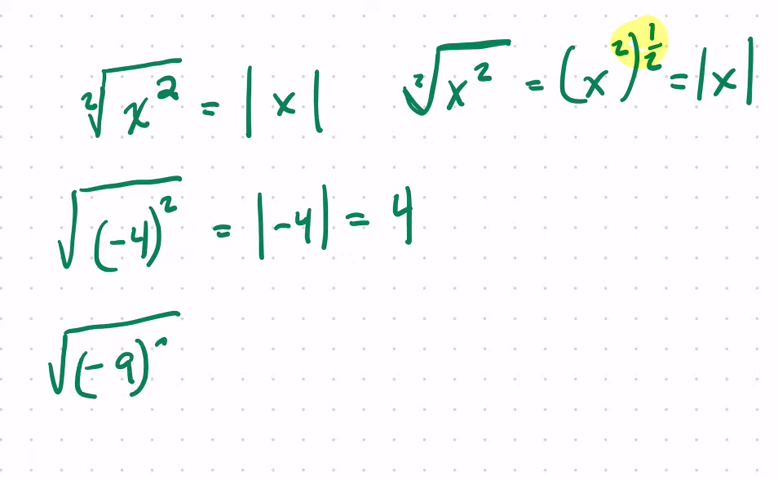 ²√x² = |x|
²√x² = (x²)^½ = |x|
√(-4)² = |-4| = 4
√(-9)